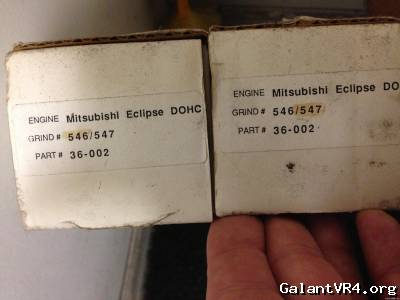 ENGINE Mitsubishi Eclipse DOHC
GRIND # 546/547
PART # 36-002
ENGINE Mitsubishi Eclipse DO
GRIND # 546/547
PART # 36-002
GalantVR4.org